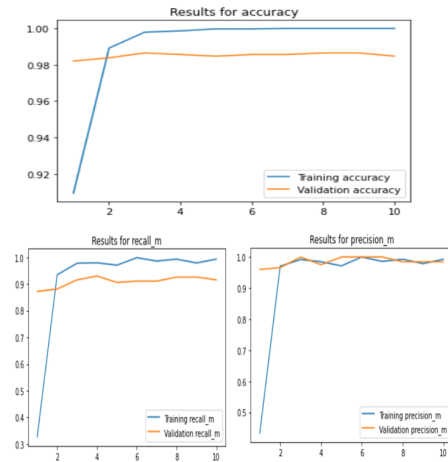 Results for accuracy
1.00
0.98
0.96
0.94
0.92
Training accuracy
Validation accuracy
2 4 6 8 10
Results for recall_m
1.0
0.9
0.8
0.7
0.6
0.5
0.4
0.3
Training recall_m
Validation recall_m
2 4 6 8 10
Results for precision_m
1.0
0.9
0.8
0.7
0.6
0.5
Training precision_m
Validation precision_m
2 4 6 8 10